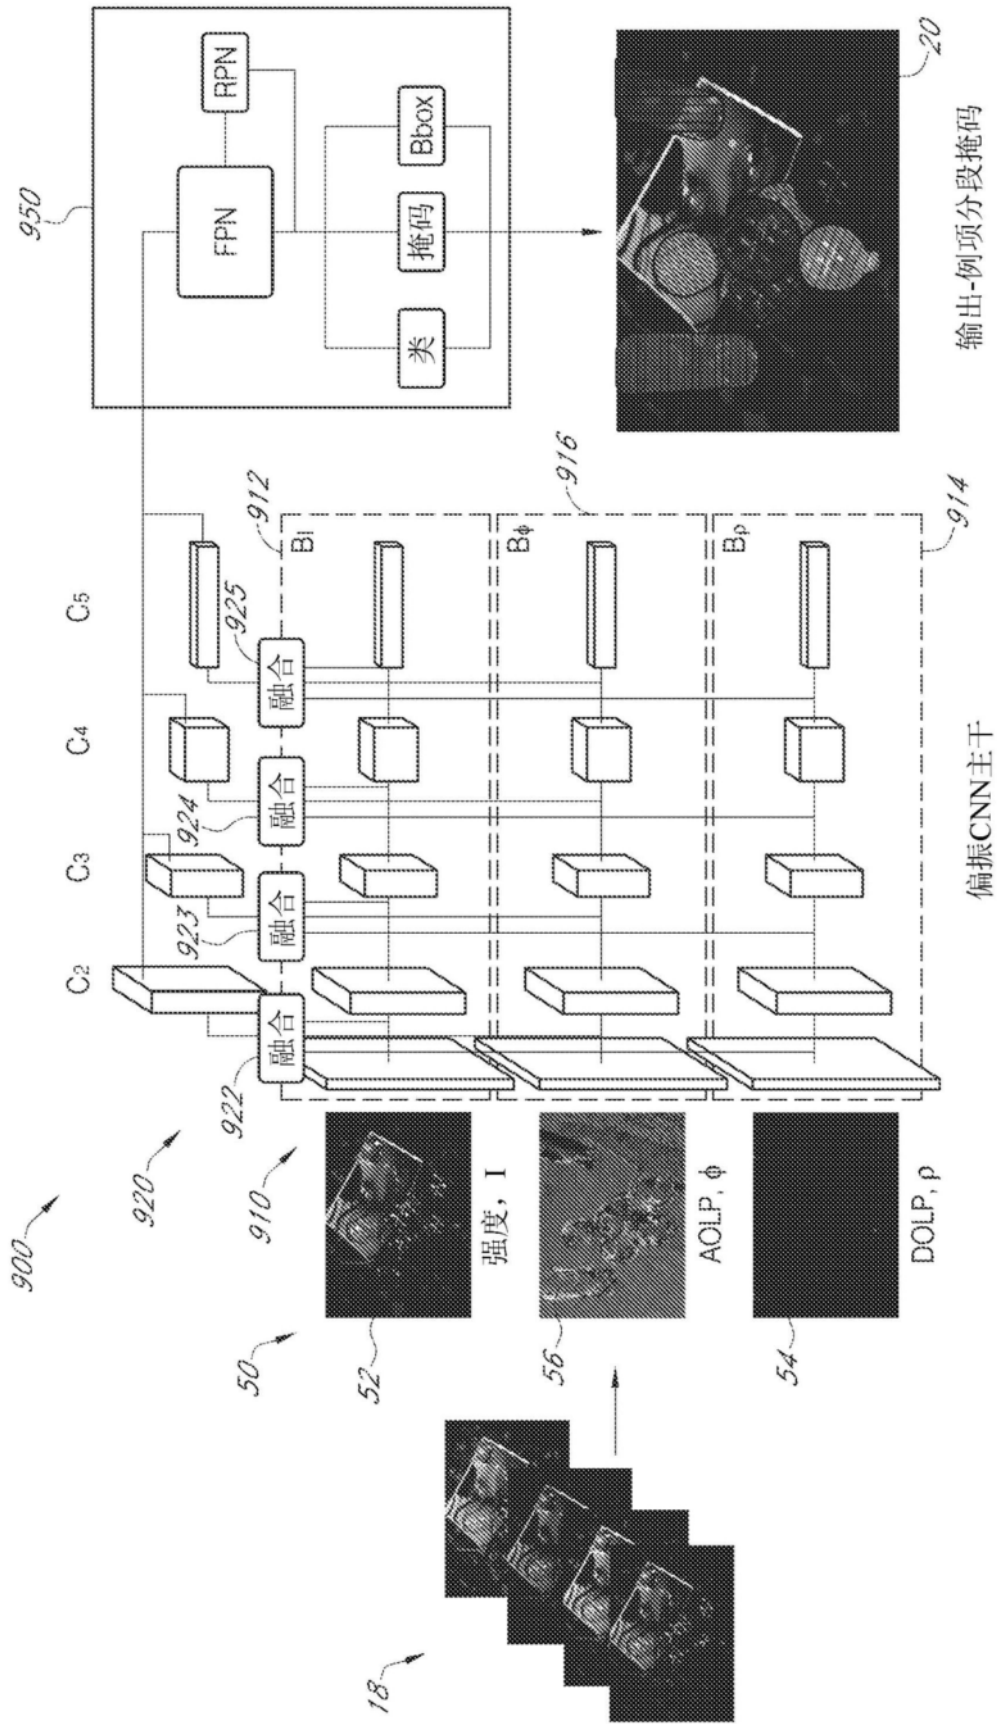 900
920
910
50
18
52
强度，I
56
AOLP, ϕ
54
DOLP, ρ
C2
C3
C4
C5
922
融合
923
融合
924
融合
925
融合
912
BI
916
Bϕ
914
Bρ
偏振CNN主干
950
FPN
RPN
类
掩码
Bbox
20
输出-例项分段掩码